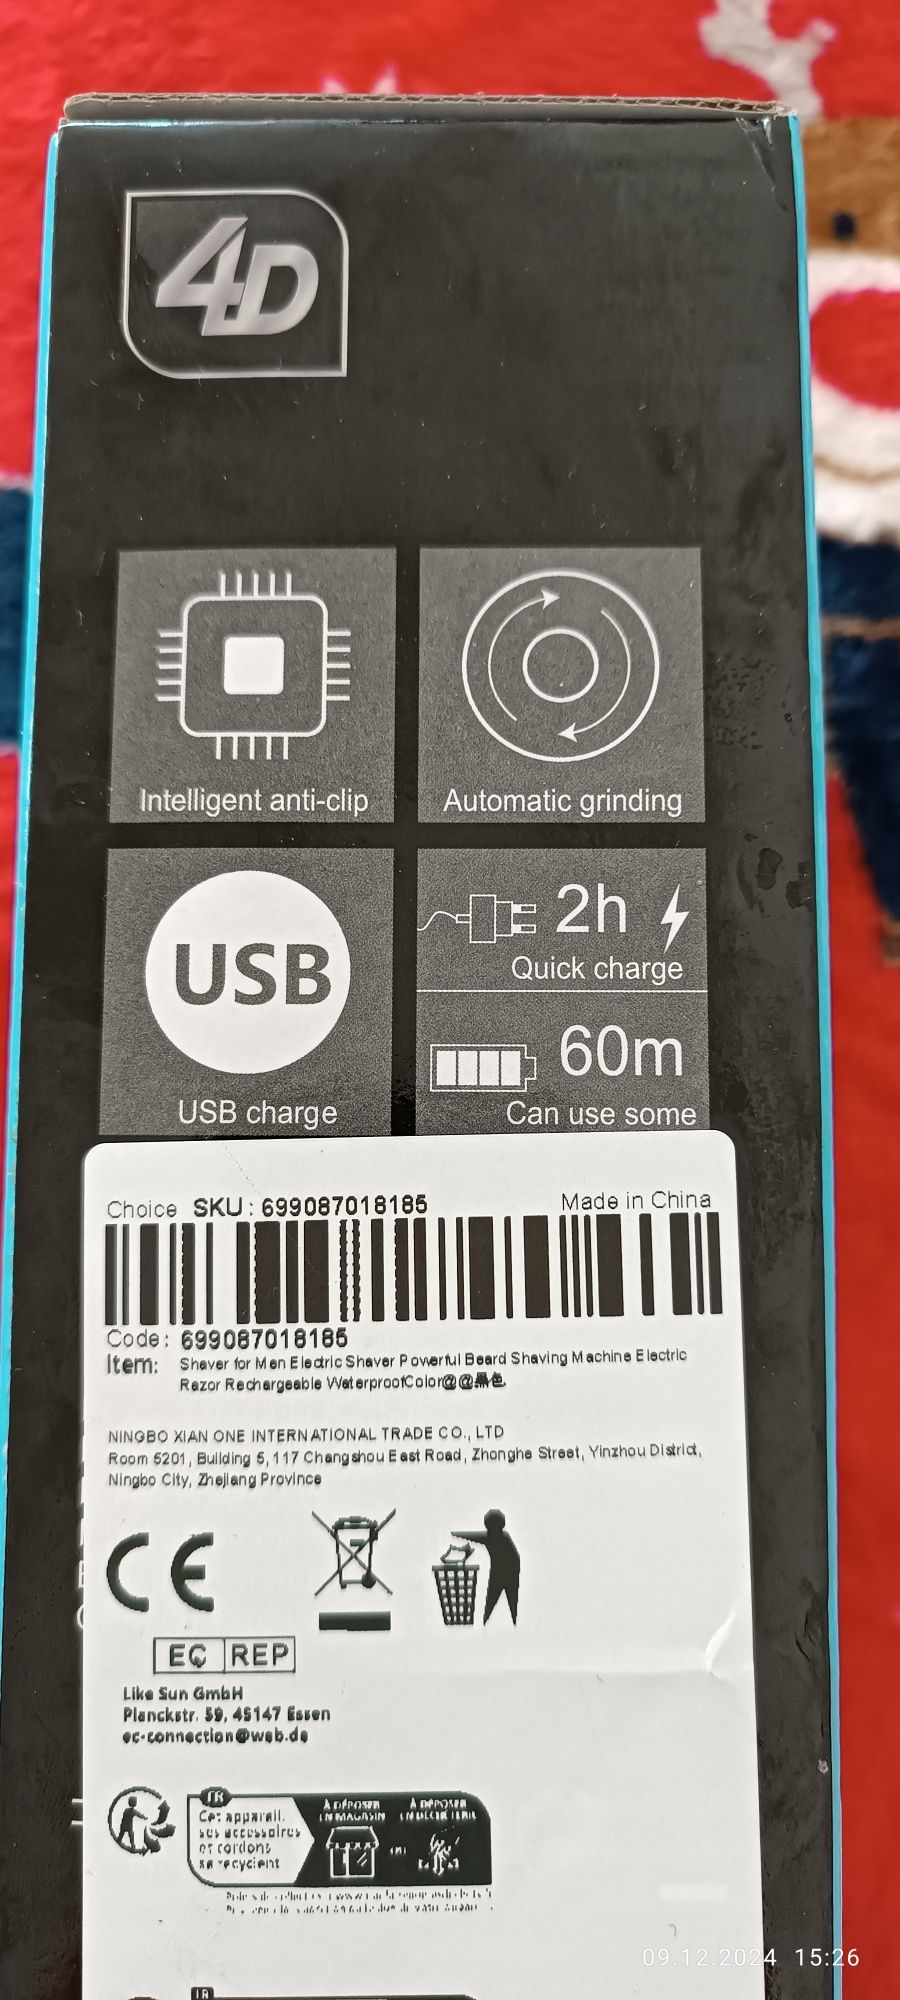 4D
Intelligent anti-clip
Automatic grinding
USB
USB charge
2h
Quick charge
60m
Can use some
Choice SKU: 699087018185 Made in China
Code: 699087018185
Item: Shaver for Men Electric Shaver Powerful Beard Shaving Machine Electric
Razor Rechargeable WaterproofColor@@黑色
NINGBO XIAN ONE INTERNATIONAL TRADE CO., LTD
Room 5201, Building 5, 117 Changshou East Road, Zhonghe Street, Yinzhou District,
Ningbo City, Zhejiang Province
CE
EC REP
Like Sun GmbH
Planckstr. 59, 45147 Essen
ec-connection@web.de
FR
Cet appareil,
ses accessoires
et cordons
se recyclent
À DÉPOSER
EN MAGASIN
À DÉPOSER
EN DÉCHÈTERIE
09.12.2024 15:26